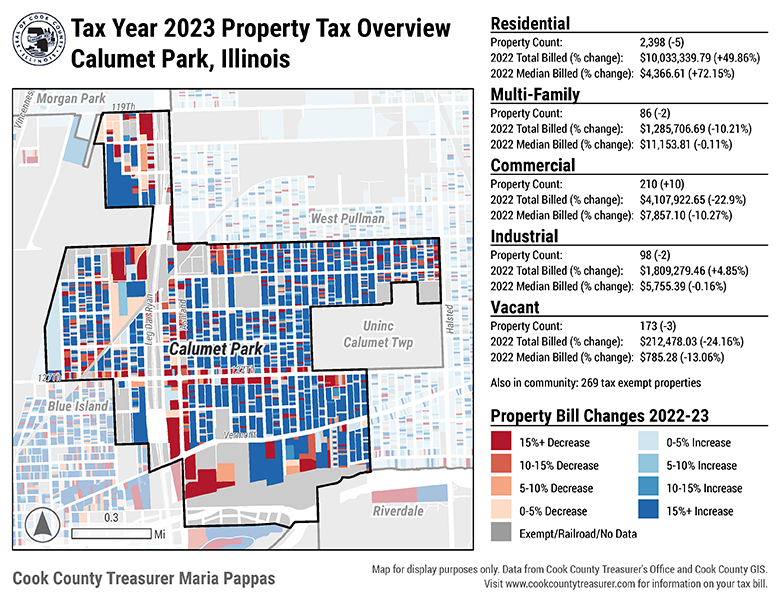 Tax Year 2023 Property Tax Overview
Calumet Park, Illinois
SEAL OF COOK COUNTY
ILLINOIS
Morgan Park
119Th
West Pullman
Uninc
Calumet Twp
Halsted
Ashland
Calumet Park
127Th
Blue Island
Vermont
Riverdale
0.3
Mi
Residential
Property Count: 2,398 (-5)
2022 Total Billed (% change): $10,033,339.79 (+49.86%)
2022 Median Billed (% change): $4,366.61 (+72.15%)
Multi-Family
Property Count: 86 (-2)
2022 Total Billed (% change): $1,285,706.69 (-10.21%)
2022 Median Billed (% change): $11,153.81 (-0.11%)
Commercial
Property Count: 210 (+10)
2022 Total Billed (% change): $4,107,922.65 (-22.9%)
2022 Median Billed (% change): $7,857.10 (-10.27%)
Industrial
Property Count: 98 (-2)
2022 Total Billed (% change): $1,809,279.46 (+4.85%)
2022 Median Billed (% change): $5,755.39 (-0.16%)
Vacant
Property Count: 173 (-3)
2022 Total Billed (% change): $212,478.03 (-24.16%)
2022 Median Billed (% change): $785.28 (-13.06%)
Also in community: 269 tax exempt properties
Property Bill Changes 2022-23
15%+ Decrease
10-15% Decrease
5-10% Decrease
0-5% Decrease
Exempt/Railroad/No Data
0-5% Increase
5-10% Increase
10-15% Increase
15%+ Increase
Cook County Treasurer Maria Pappas
Map for display purposes only. Data from Cook County Treasurer's Office and Cook County GIS.
Visit www.cookcountytreasurer.com for information on your tax bill.